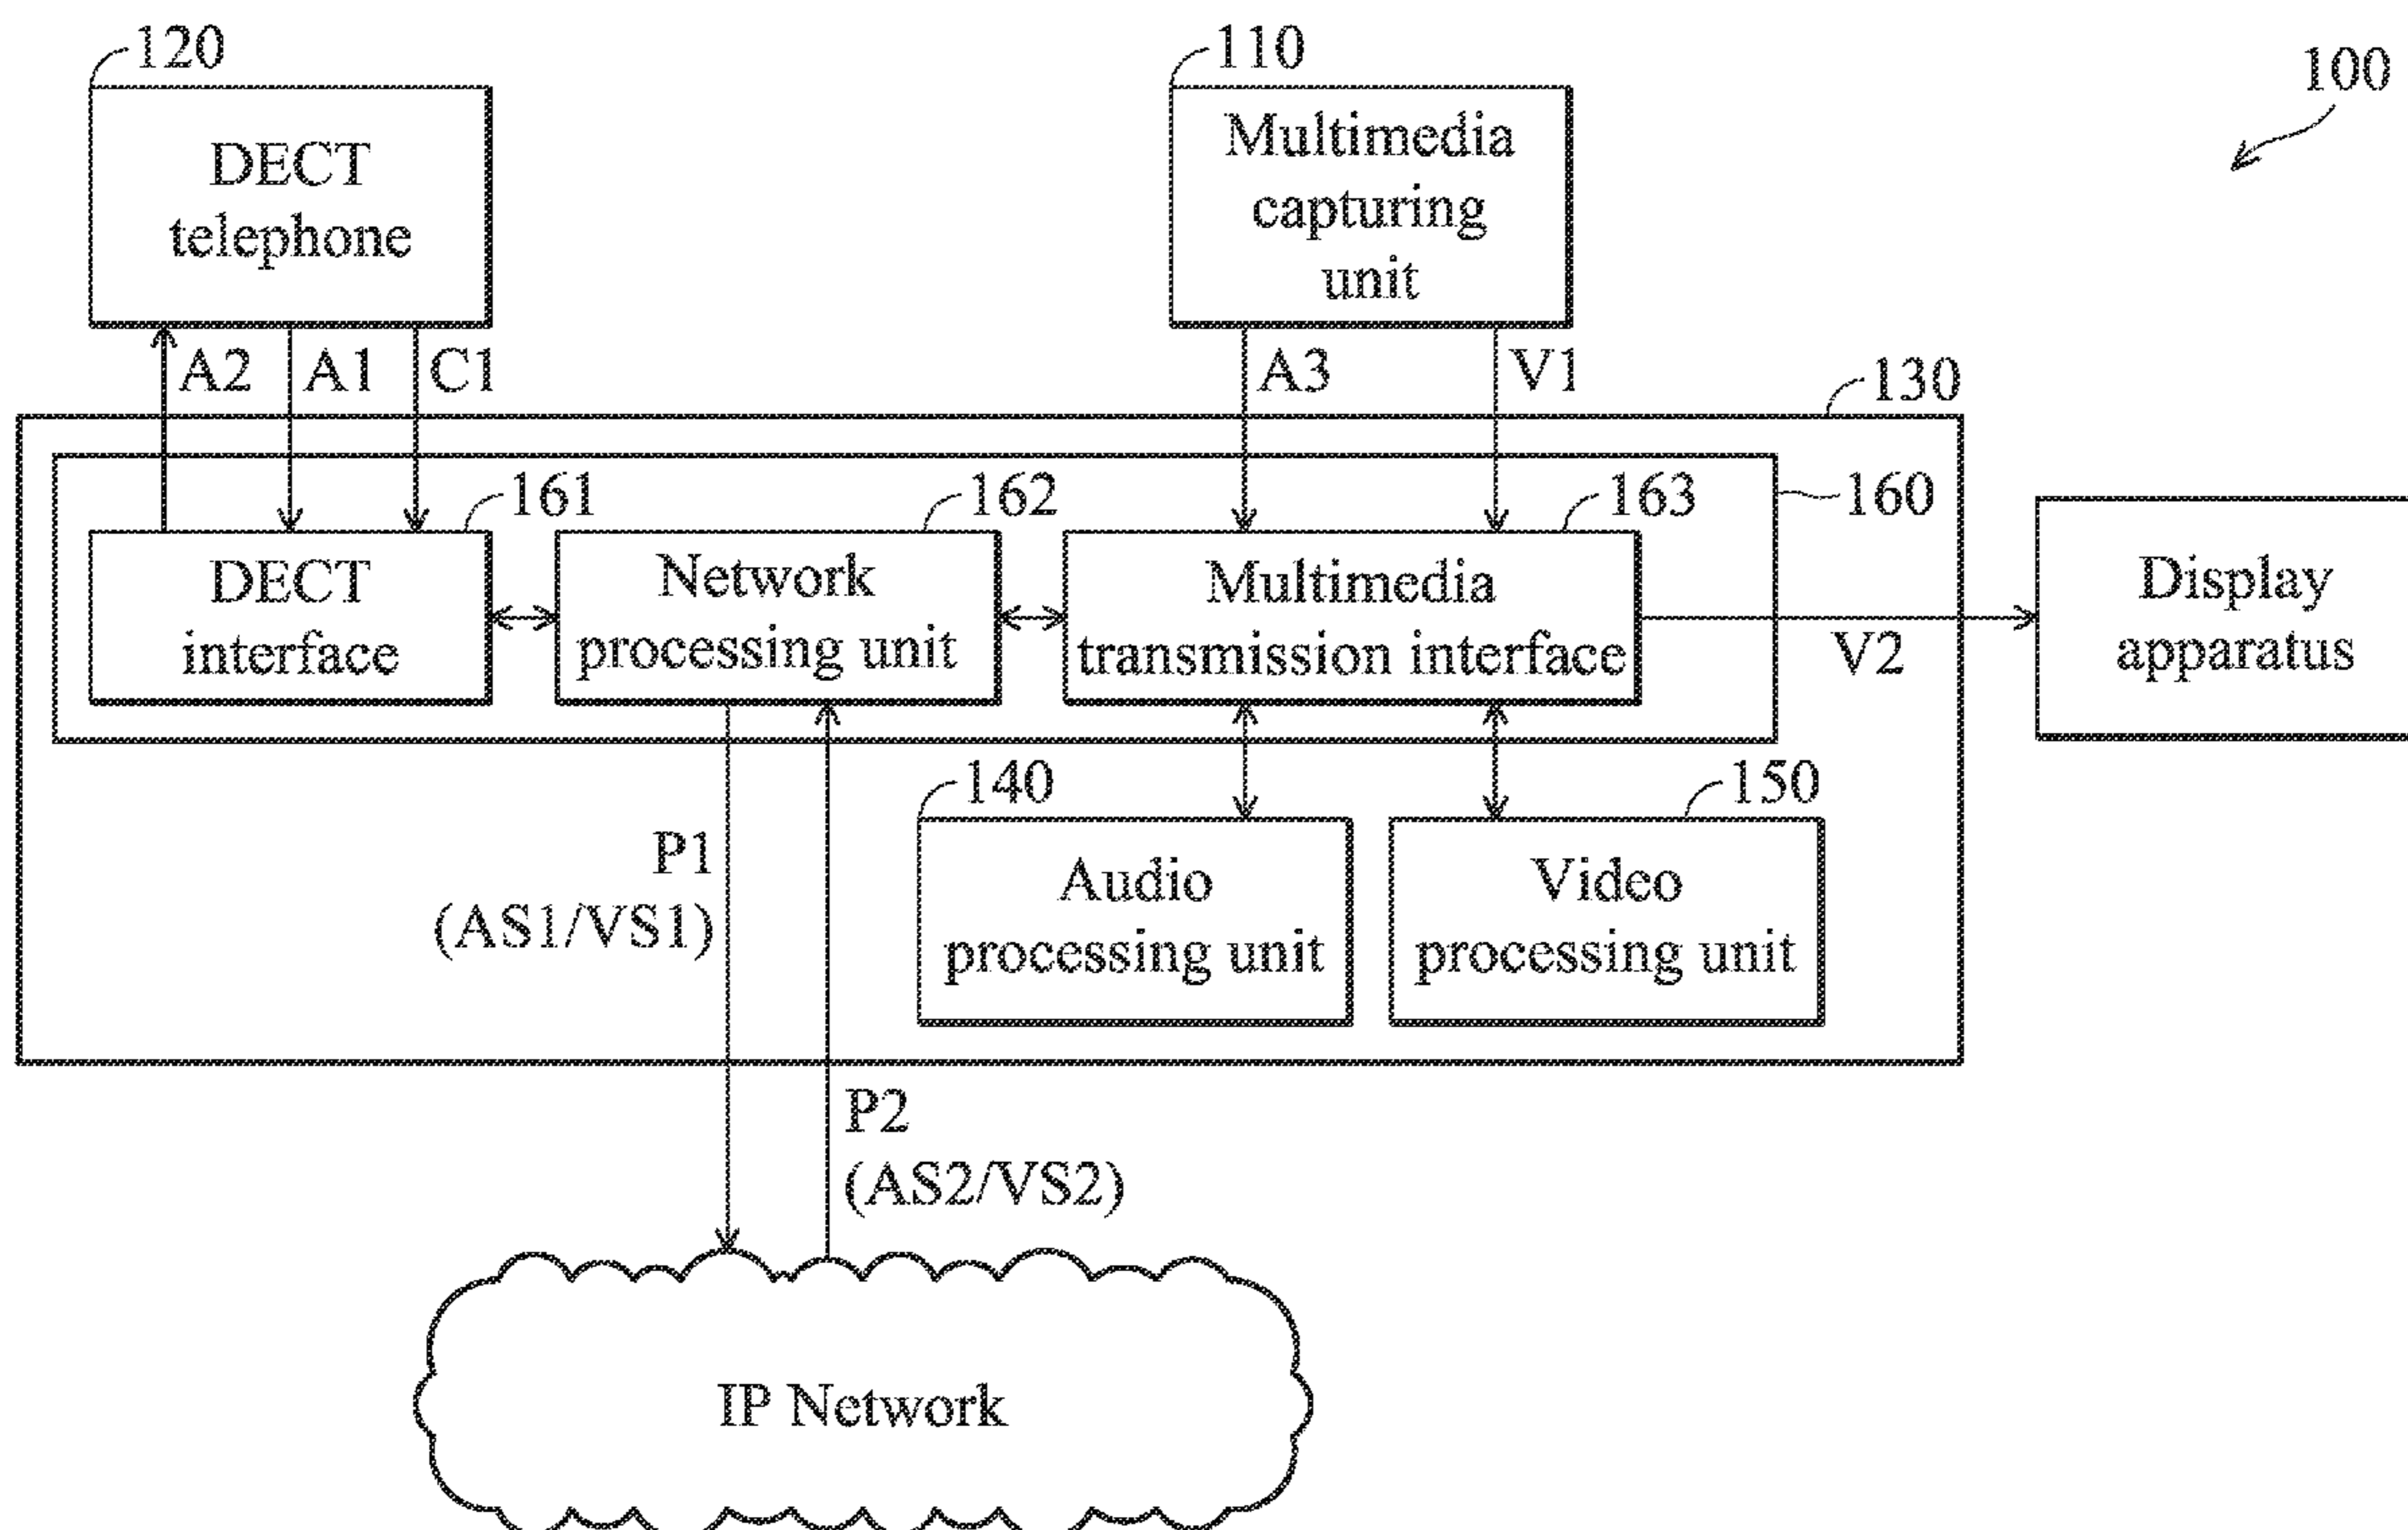 120
110
100
DECT
telephone
Multimedia
capturing
unit
A2
A1
C1
A3
V1
130
161
162
163
160
DECT
interface
Network
processing unit
Multimedia
transmission interface
V2
Display
apparatus
140
150
P1
(AS1/VS1)
Audio
processing unit
Video
processing unit
P2
(AS2/VS2)
IP Network